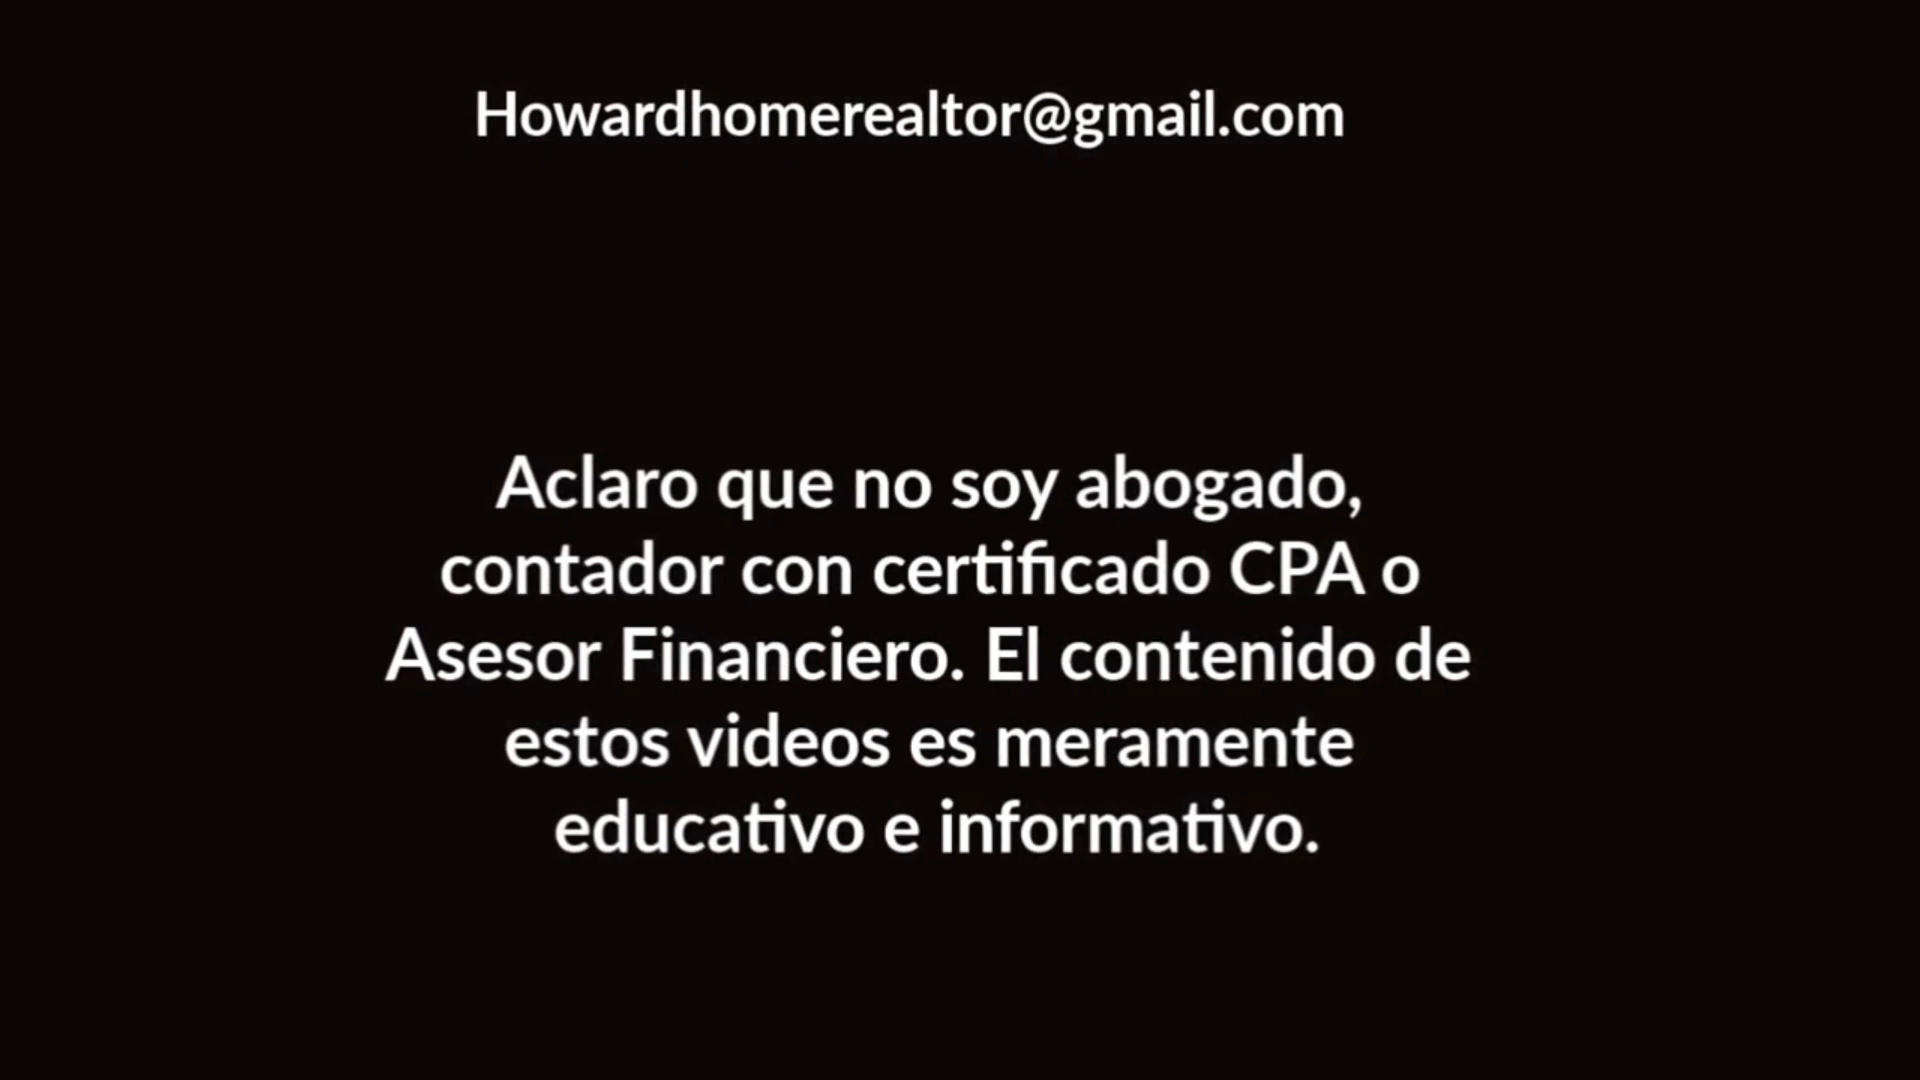 Howardhomerealtor@gmail.com
Aclaro que no soy abogado,
contador con certificado CPA o
Asesor Financiero. El contenido de
estos videos es meramente
educativo e informativo.